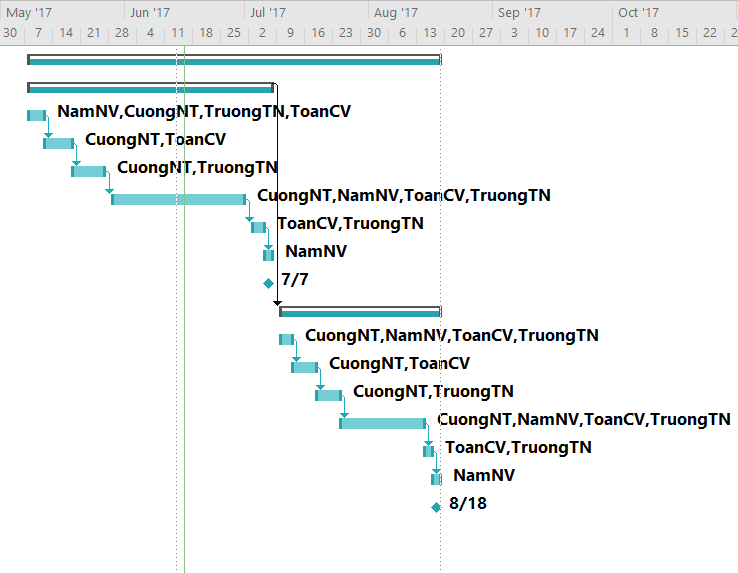 May '17 Jun '17 Jul '17 Aug '17 Sep '17 Oct '17
30 7 14 21 28 4 11 18 25 2 9 16 23 30 6 13 20 27 3 10 17 24 1 8 15 22
NamNV,CuongNT,TruongTN,ToanCV
CuongNT,ToanCV
CuongNT,TruongTN
CuongNT,NamNV,ToanCV,TruongTN
ToanCV,TruongTN
NamNV
7/7
CuongNT,NamNV,ToanCV,TruongTN
CuongNT,ToanCV
CuongNT,TruongTN
CuongNT,NamNV,ToanCV,TruongTN
ToanCV,TruongTN
NamNV
8/18